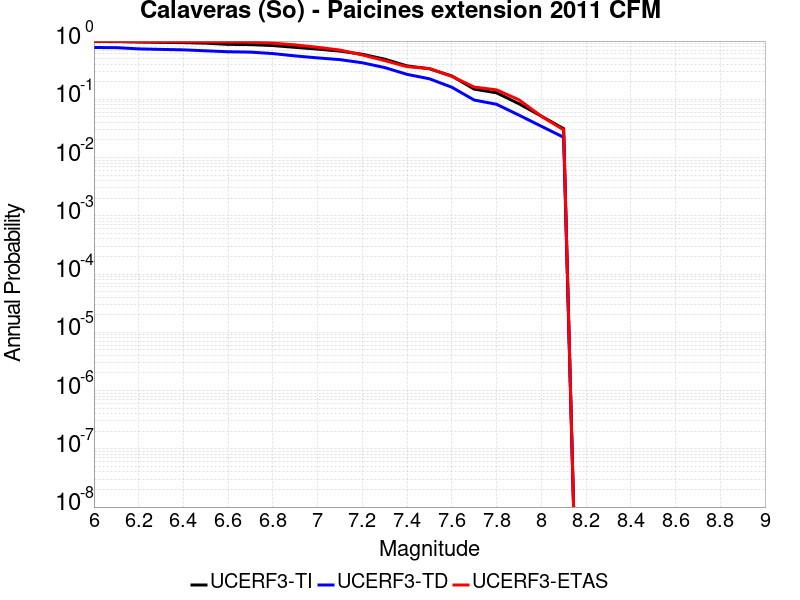 Calaveras (So) - Paicines extension 2011 CFM
Annual Probability
10^0
10^-1
10^-2
10^-3
10^-4
10^-5
10^-6
10^-7
10^-8
6 6.2 6.4 6.6 6.8 7 7.2 7.4 7.6 7.8 8 8.2 8.4 8.6 8.8 9
Magnitude
UCERF3-TI UCERF3-TD UCERF3-ETAS